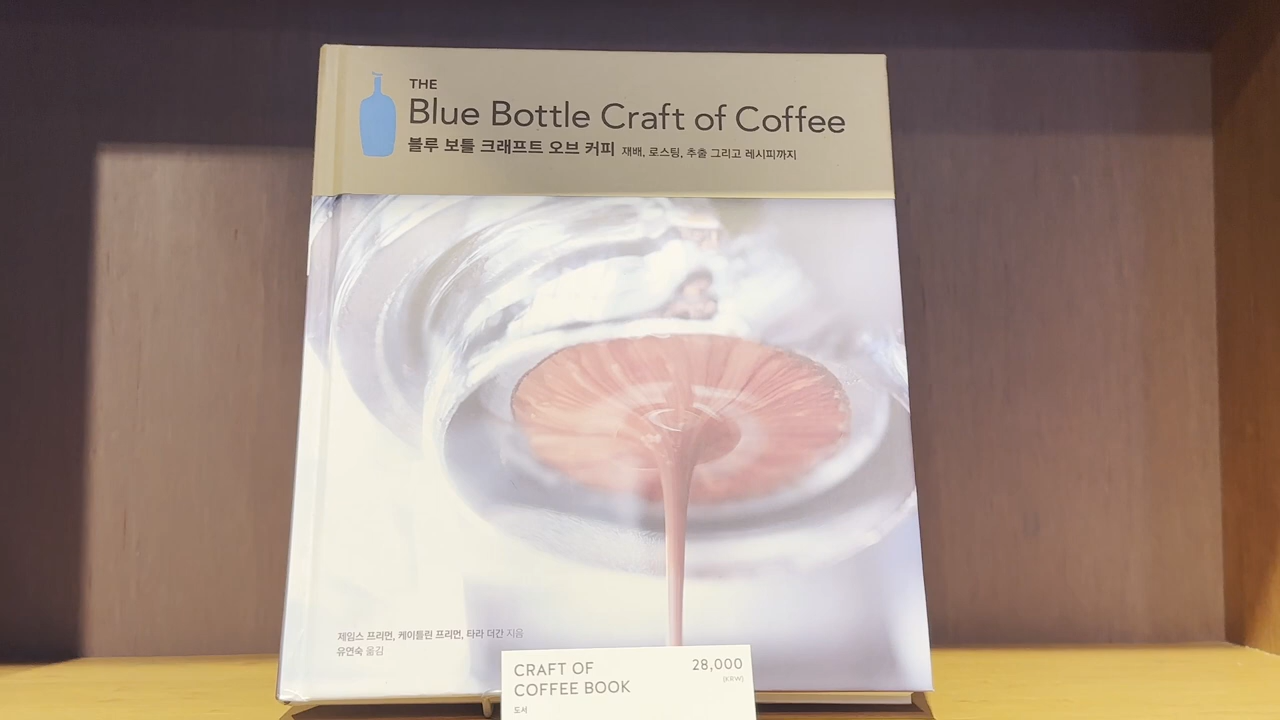 THE
Blue Bottle Craft of Coffee
블루 보틀 크래프트 오브 커피 재배, 로스팅, 추출 그리고 레시피까지
제임스 프리먼, 케이틀린 프리먼, 타라 더간 지음
유연숙 옮김
CRAFT OF 28,000
COFFEE BOOK (KRW)
도서